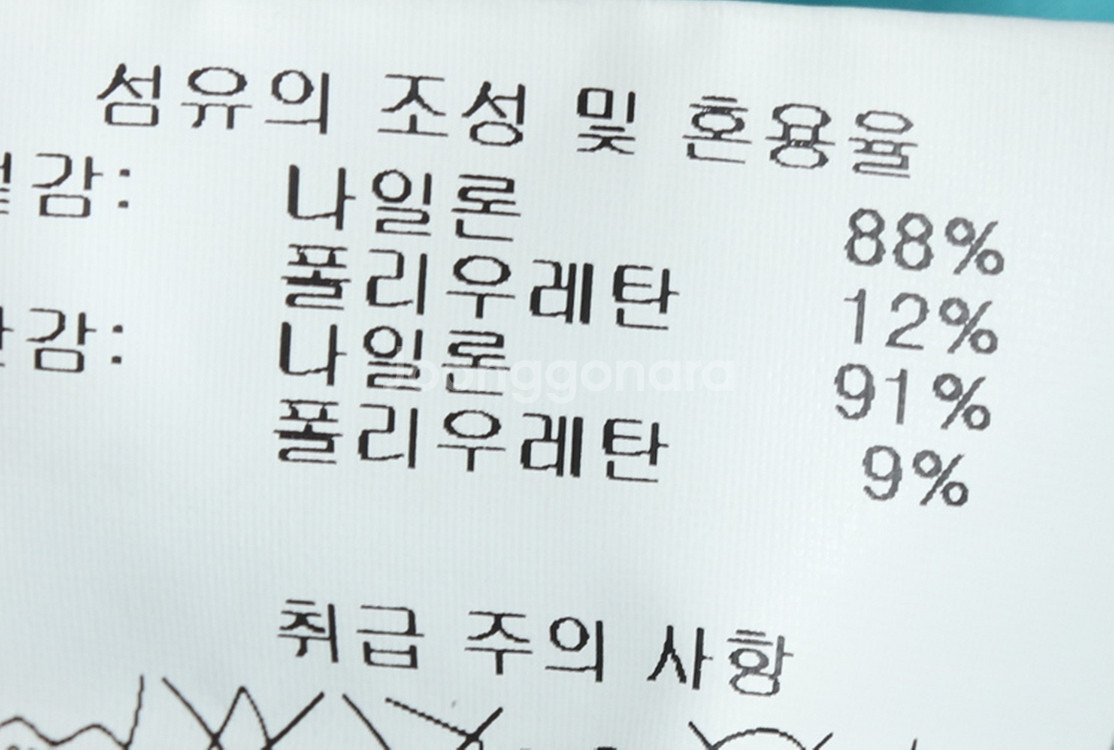 섬유의 조성 및 혼용율
감: 나일론 88%
폴리우레탄 12%
감: 나일론 91%
폴리우레탄 9%
취급 주의 사항
joonggonara